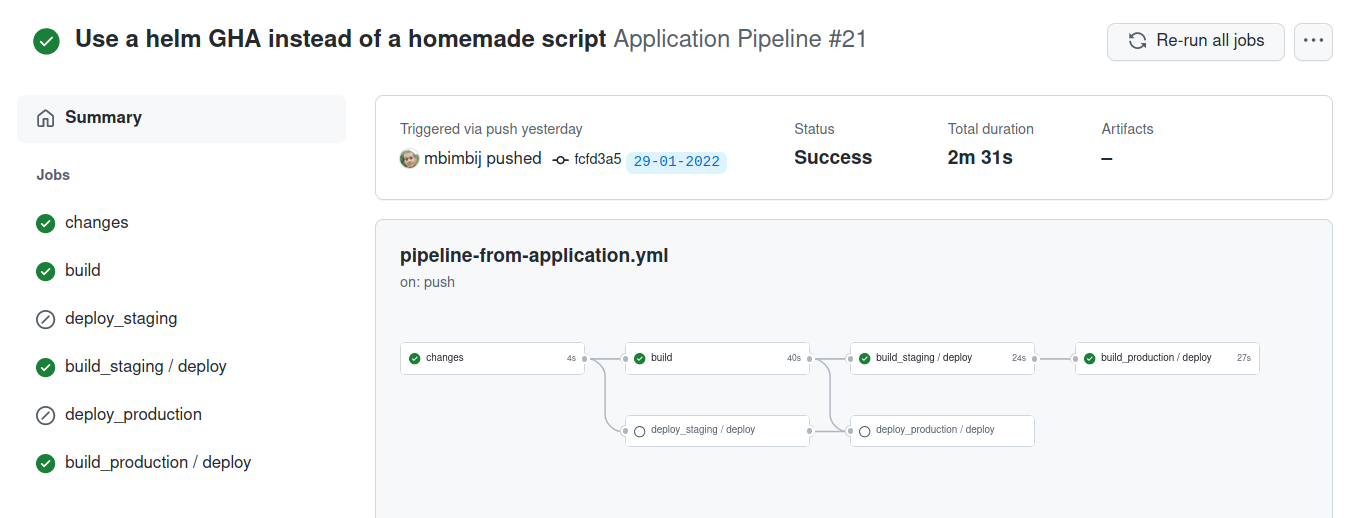 Use a helm GHA instead of a homemade script Application Pipeline #21
Re-run all jobs
Summary
Jobs
changes
build
deploy_staging
build_staging / deploy
deploy_production
build_production / deploy
Triggered via push yesterday
mbimbij pushed fcfd3a5 29-01-2022
Status
Success
Total duration
2m 31s
Artifacts
–
pipeline-from-application.yml
on: push
changes 4s
build 40s
build_staging / deploy 24s
build_production / deploy 27s
deploy_staging / deploy
deploy_production / deploy